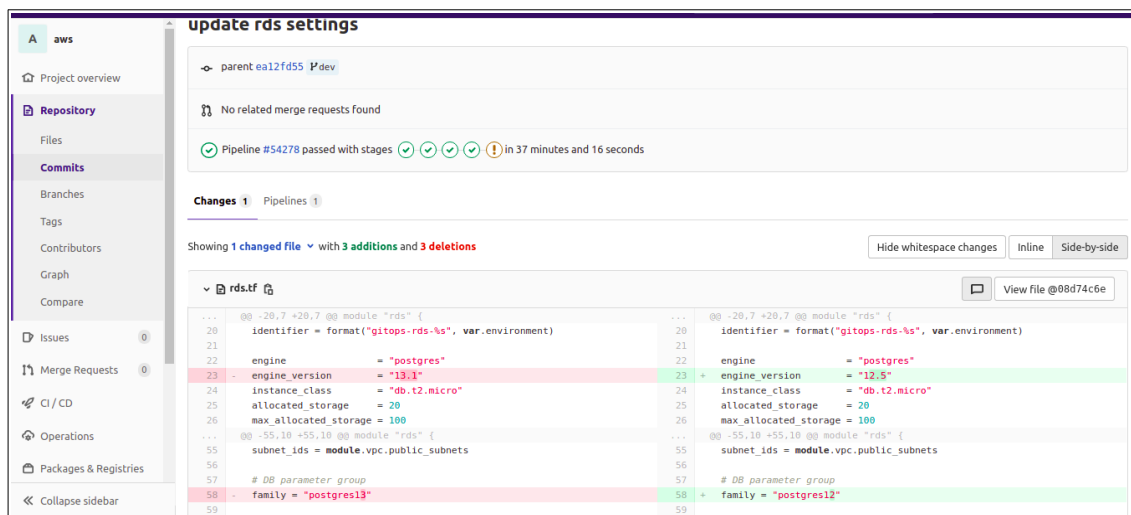 update rds settings
A aws
Project overview
Repository
Files
Commits
Branches
Tags
Contributors
Graph
Compare
Issues 0
Merge Requests 0
CI / CD
Operations
Packages & Registries
Collapse sidebar
parent ea12fd55 dev
No related merge requests found
Pipeline #54278 passed with stages in 37 minutes and 16 seconds
Changes 1 Pipelines 1
Showing 1 changed file with 3 additions and 3 deletions
Hide whitespace changes Inline Side-by-side
rds.tf View file @08d74c6e
... @@ -20,7 +20,7 @@ module "rds" {
20 identifier = format("gitops-rds-%s", var.environment)
21
22 engine = "postgres"
23 - engine_version = "13.1"
24 instance_class = "db.t2.micro"
25 allocated_storage = 20
26 max_allocated_storage = 100
... @@ -55,10 +55,10 @@ module "rds" {
55 subnet_ids = module.vpc.public_subnets
56
57 # DB parameter group
58 - family = "postgres13"
59
... @@ -20,7 +20,7 @@ module "rds" {
20 identifier = format("gitops-rds-%s", var.environment)
21
22 engine = "postgres"
23 + engine_version = "12.5"
24 instance_class = "db.t2.micro"
25 allocated_storage = 20
26 max_allocated_storage = 100
... @@ -55,10 +55,10 @@ module "rds" {
55 subnet_ids = module.vpc.public_subnets
56
57 # DB parameter group
58 + family = "postgres12"
59